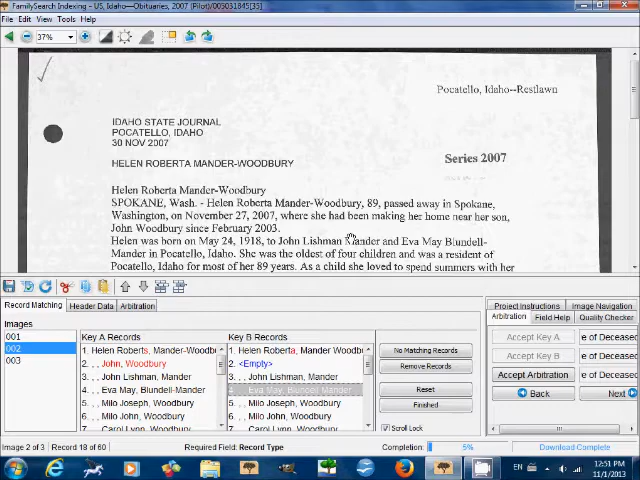 FamilySearch Indexing - US, Idaho—Obituaries, 2007 (Pilot)/005031845[35]
File Edit View Tools Help
37%
Pocatello, Idaho--Restlawn
IDAHO STATE JOURNAL
POCATELLO, IDAHO
30 NOV 2007
HELEN ROBERTA MANDER-WOODBURY
Series 2007
Helen Roberta Mander-Woodbury
SPOKANE, Wash. - Helen Roberta Mander-Woodbury, 89, passed away in Spokane,
Washington, on November 27, 2007, where she had been making her home near her son,
John Woodbury since February 2003.
Helen was born on May 24, 1918, to John Lishman Mander and Eva May Blundell-
Mander in Pocatello, Idaho. She was the oldest of four children and was a resident of
Pocatello, Idaho for most of her 89 years. As a child she loved to spend summers with her
Record Matching Header Data Arbitration
Images
001
002
003
Key A Records
1. Helen Roberts, Mander-Woodbu
2. , , John, Woodbury
3. , , John Lishman, Mander
4. , , Eva May, Blundell-Mander
5. , , Milo Joseph, Woodbury
6. , , Milo John, Woodbury
7. Carol Lynn, Woodbury
Key B Records
1. Helen Roberta, Mander-Woodbu
2. <Empty>
3. , , John Lishman, Mander
4. , , Eva May, Blundel Mander
5. , , Milo Joseph, Woodbury
6. , , Milo John, Woodbury
7. Carol Lynn, Woodbury
No Matching Records
Remove Records
Reset
Finished
Scroll Lock
Project Instructions Image Navigation
Arbitration Field Help Quality Checker
Accept Key A
e of Deceased
Accept Key B
e of Deceased
Accept Arbitration
e of Deceased
Back
Next
Image 2 of 3 Record 18 of 60 Required Field: Record Type Completion: 5% Download Complete
EN
12:51 PM
11/1/2013